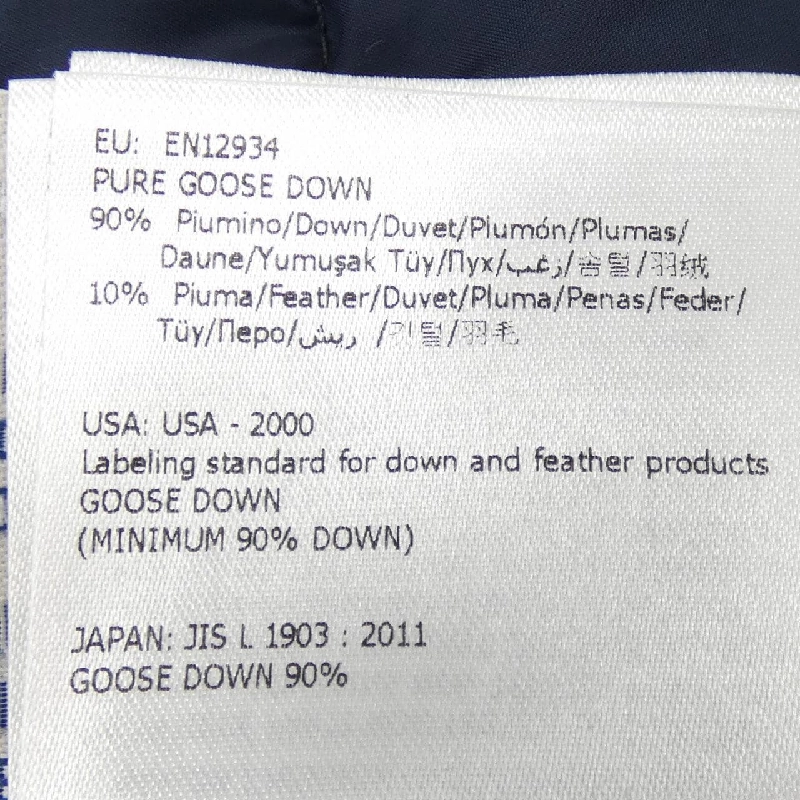 EU: EN12934
PURE GOOSE DOWN
90% Piumino/Down/Duvet/Plumón/Plumas/
Daune/Yumuşak Tüy/Пух/زغب/솜털/羽绒
10% Piuma/Feather/Duvet/Pluma/Penas/Feder/
Tüy/Перо/ريش /깃털/羽毛
USA: USA - 2000
Labeling standard for down and feather products
GOOSE DOWN
(MINIMUM 90% DOWN)
JAPAN: JIS L 1903 : 2011
GOOSE DOWN 90%